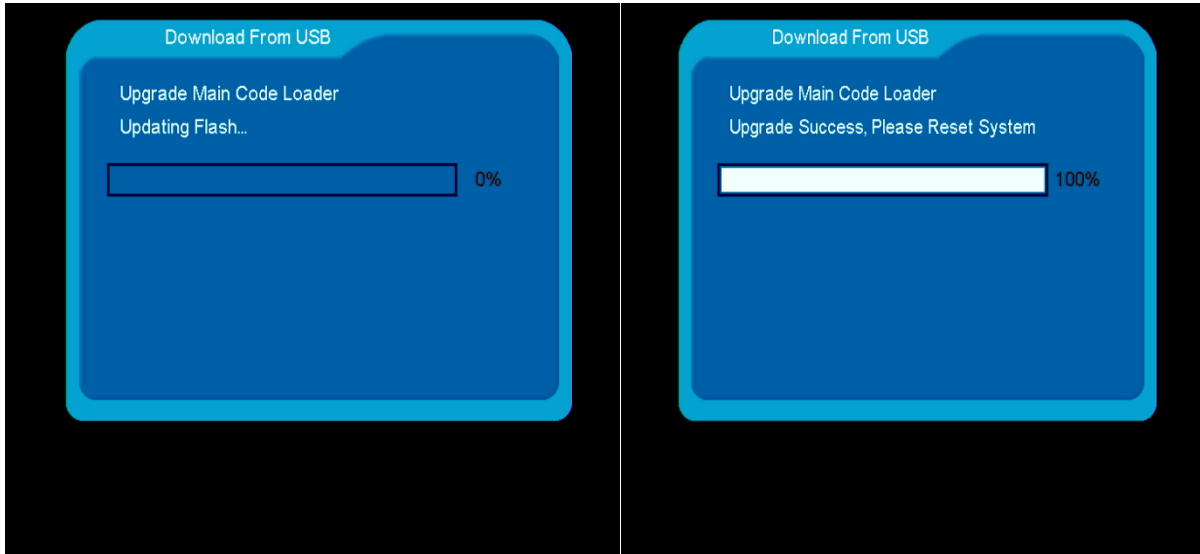 Download From USB
Upgrade Main Code Loader
Updating Flash...
0%
Download From USB
Upgrade Main Code Loader
Upgrade Success, Please Reset System
100%